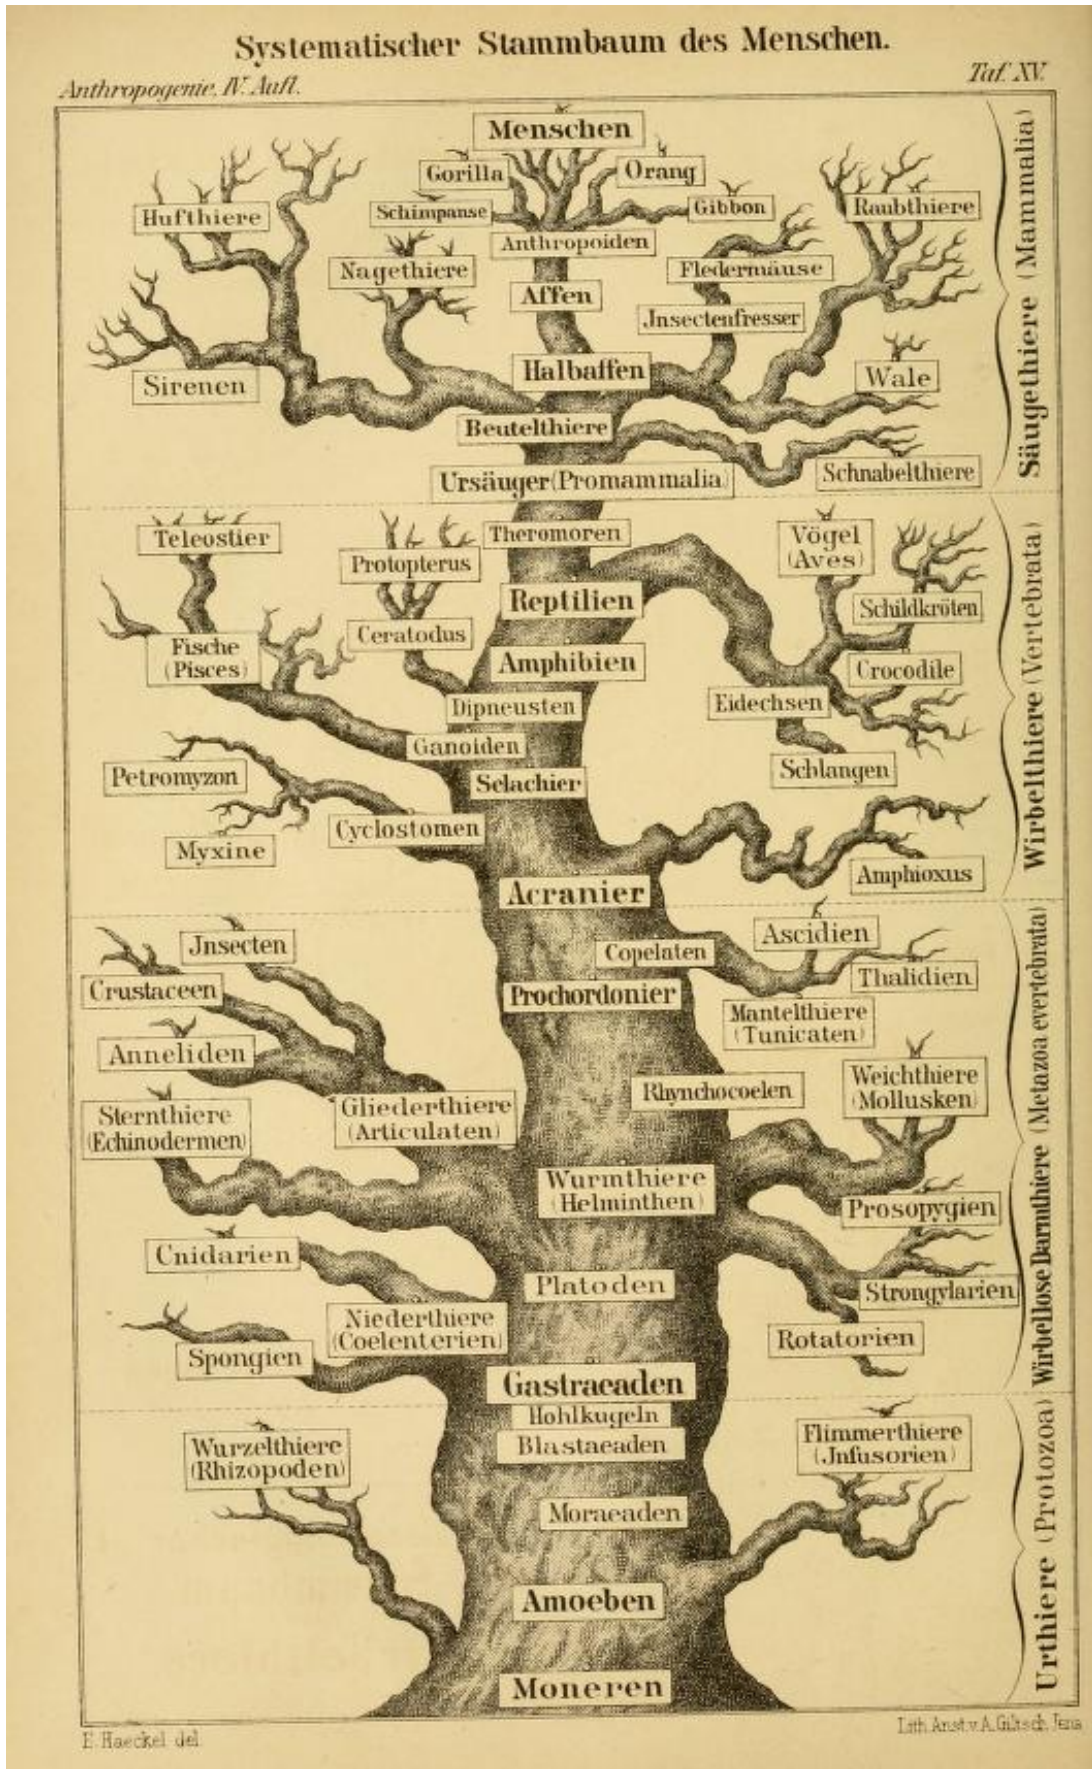 Systematischer Stammbaum des Menschen.
Anthropogenie, IV. Aufl.
Taf. XV.
Menschen
Gorilla
Orang
Schimpanse
Gibbon
Hufthiere
Raubthiere
Anthropoiden
Nagethiere
Fledermäuse
Affen
Jnsectenfresser
Halbaffen
Wale
Sirenen
Beutelthiere
Ursäuger (Promammalia)
Schnabelthiere
Säugethiere (Mammalia)
Teleostier
Theromoren
Vögel
(Aves)
Protopterus
Reptilien
Schildkröten
Ceratodus
Fische
(Pisces)
Amphibien
Crocodile
Dipneusten
Eidechsen
Ganoiden
Selachier
Schlangen
Petromyzon
Cyclostomen
Myxine
Amphioxus
Acranier
Wirbelthiere (Vertebrata)
Jnsecten
Copelaten
Ascidien
Crustaceen
Thalidien
Prochordonier
Mantelthiere
(Tunicaten)
Anneliden
Rhynchocoelen
Weichthiere
(Mollusken)
Sternthiere
(Echinodermen)
Gliederthiere
(Articulaten)
Wurmthiere
(Helminthen)
Prosopygien
Cnidarien
Platoden
Strongylarien
Niederthiere
(Coelenterien)
Rotatorien
Spongien
Gastraeaden
Wirbellose Darmthiere (Metazoa evertebrata)
Hohlkugeln
Blastaeaden
Wurzelthiere
(Rhizopoden)
Flimmerthiere
(Jnfusorien)
Moraeaden
Amoeben
Moneren
Urthiere (Protozoa)
E. Haeckel del.
Lith. Anst. v. A. Giltsch, Jena